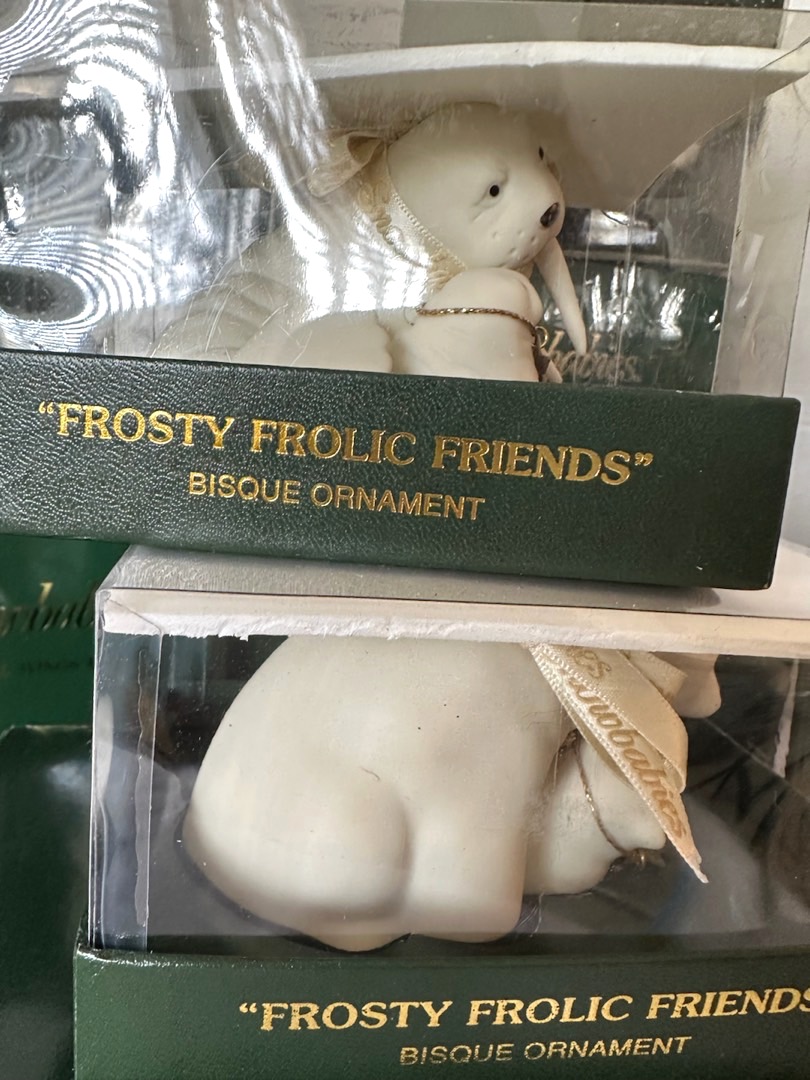 “FROSTY FROLIC FRIENDS”
BISQUE ORNAMENT
“FROSTY FROLIC FRIENDS
BISQUE ORNAMENT